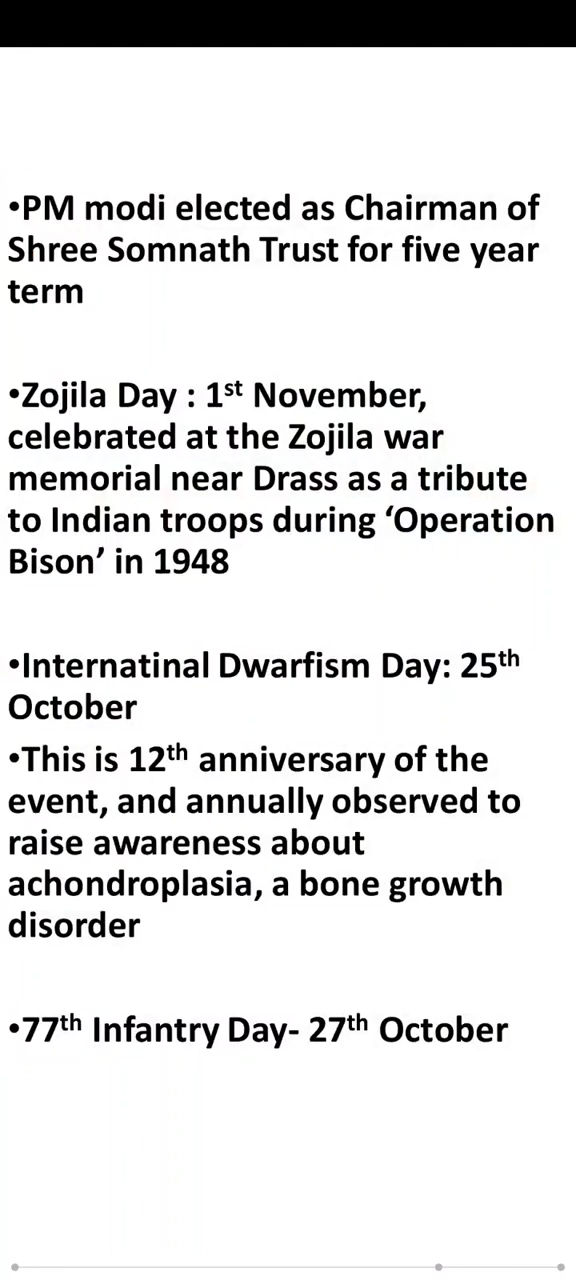 •PM modi elected as Chairman of
Shree Somnath Trust for five year
term
•Zojila Day : 1st November,
celebrated at the Zojila war
memorial near Drass as a tribute
to Indian troops during ‘Operation
Bison’ in 1948
•Internatinal Dwarfism Day: 25th
October
•This is 12th anniversary of the
event, and annually observed to
raise awareness about
achondroplasia, a bone growth
disorder
•77th Infantry Day- 27th October